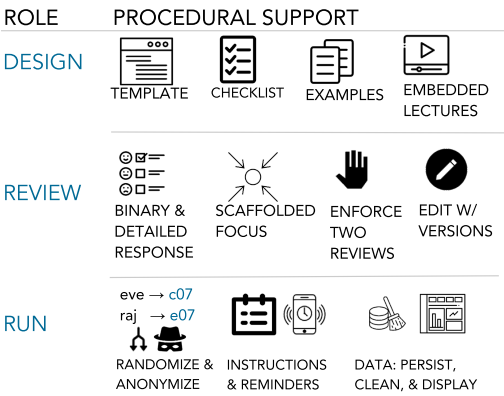 ROLE PROCEDURAL SUPPORT
DESIGN
TEMPLATE
CHECKLIST
EXAMPLES
EMBEDDED
LECTURES
REVIEW
BINARY &
DETAILED
RESPONSE
SCAFFOLDED
FOCUS
ENFORCE
TWO
REVIEWS
EDIT W/
VERSIONS
RUN
eve → c07
raj → e07
RANDOMIZE &
ANONYMIZE
INSTRUCTIONS
& REMINDERS
DATA: PERSIST,
CLEAN, & DISPLAY